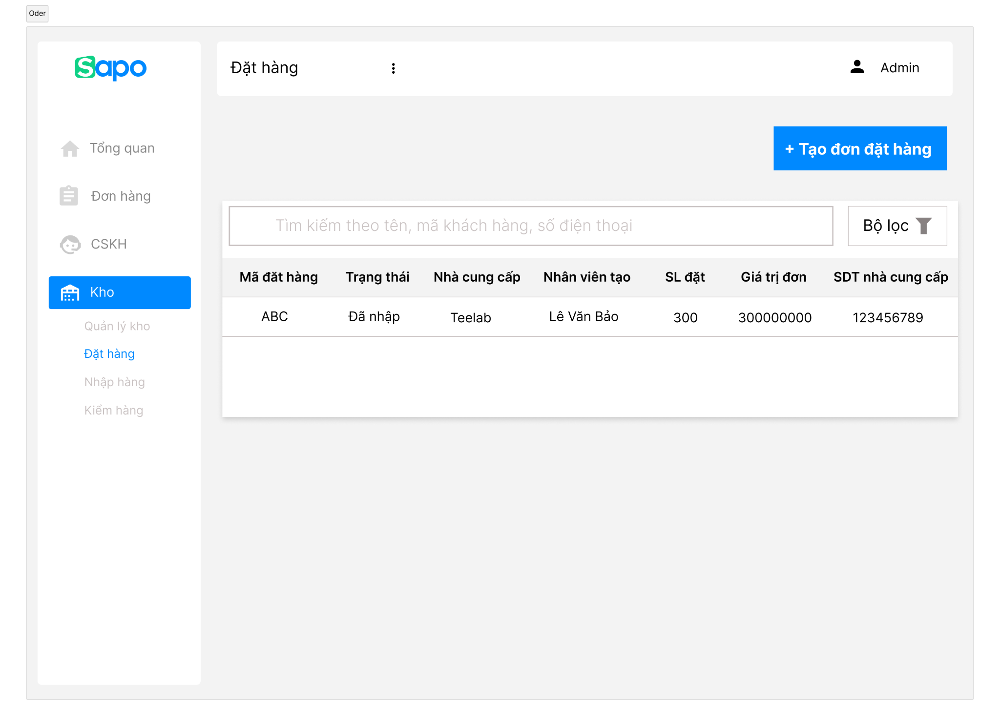 Oder
Sapo
Đặt hàng
Admin
Tổng quan
Đơn hàng
CSKH
Kho
Quản lý kho
Đặt hàng
Nhập hàng
Kiểm hàng
+ Tạo đơn đặt hàng
Tìm kiếm theo tên, mã khách hàng, số điện thoại
Bộ lọc
Mã đăt hàng Trạng thái Nhà cung cấp Nhân viên tạo SL đặt Giá trị đơn SDT nhà cung cấp
ABC Đã nhập Teelab Lê Văn Bảo 300 300000000 123456789